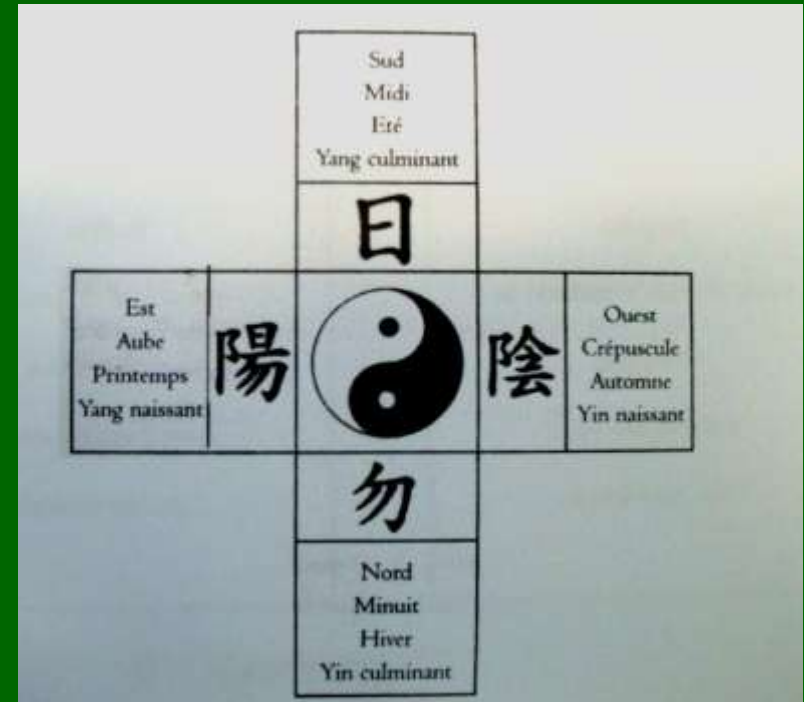 Sud
Midi
Eté
Yang culminant
日
Est
Aube
Printemps
Yang naissant
陽
陰
Ouest
Crépuscule
Automne
Yin naissant
勿
Nord
Minuit
Hiver
Yin culminant